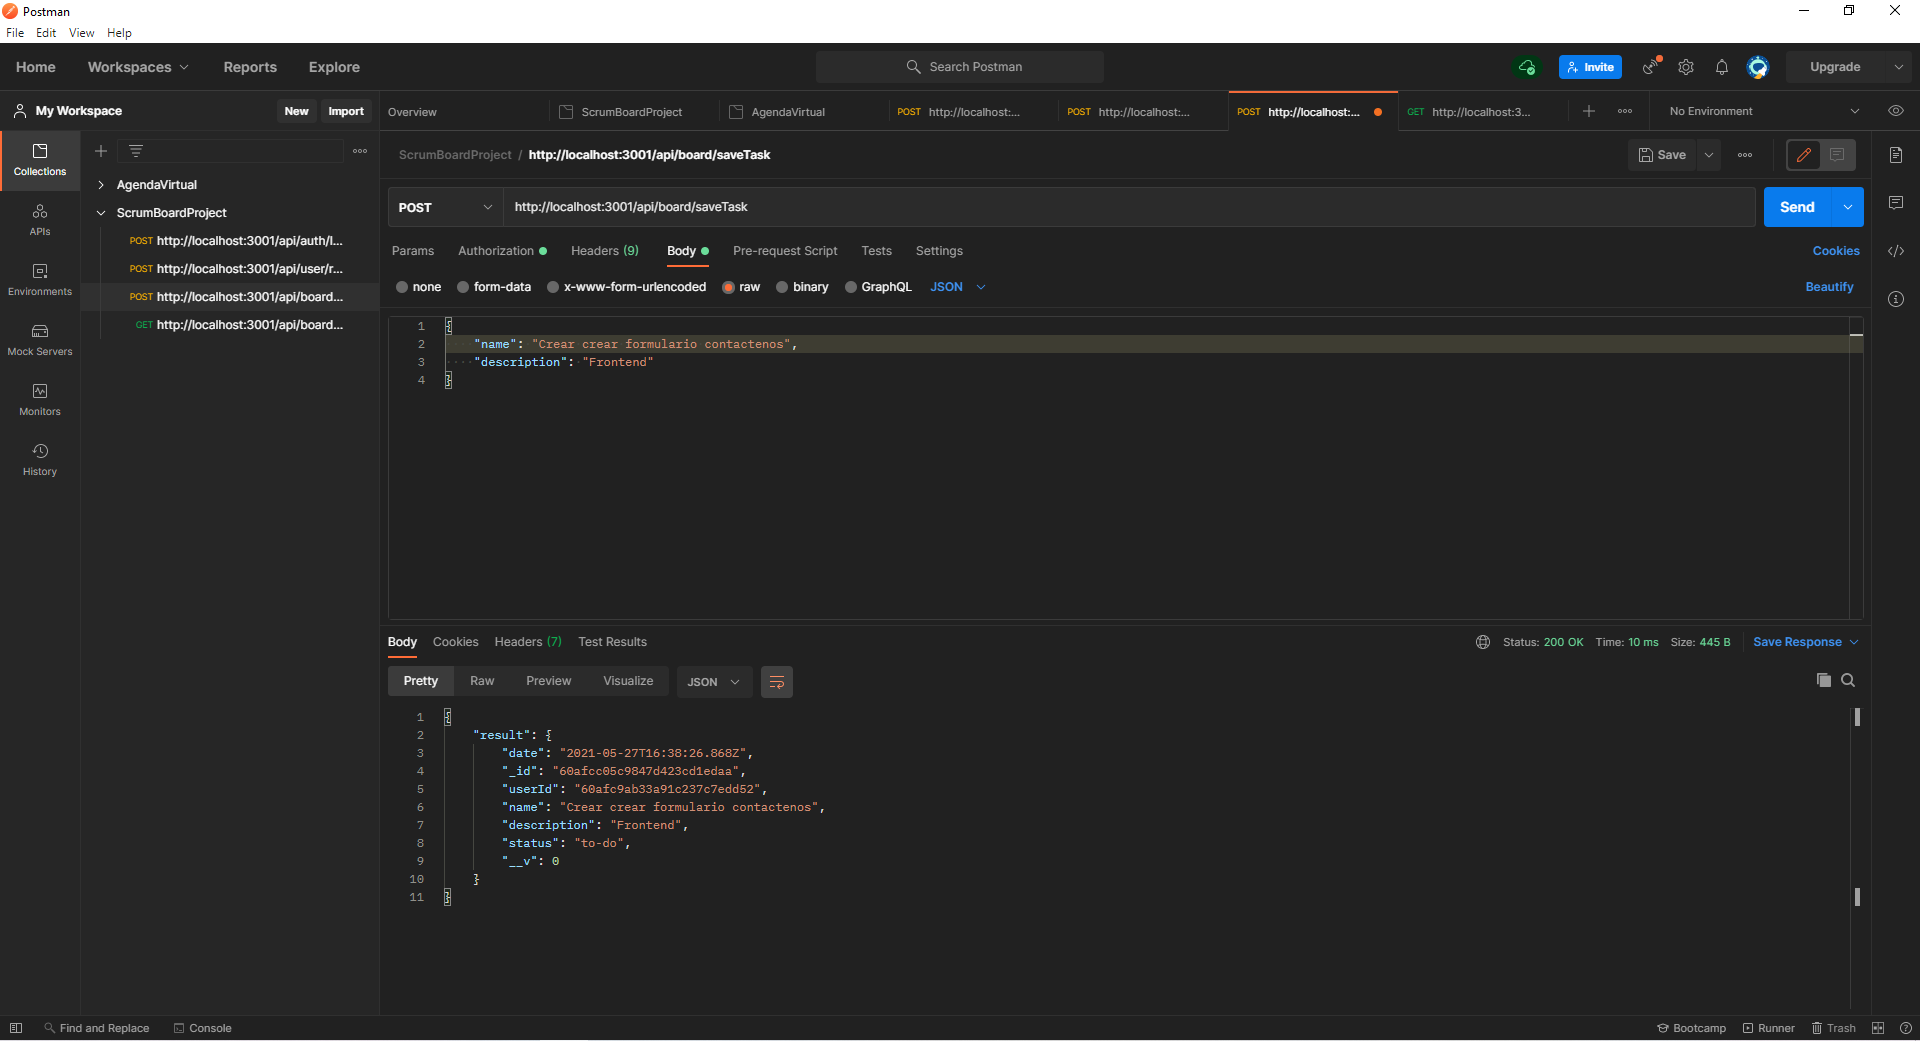 Postman
File Edit View Help
Home Workspaces Reports Explore Search Postman Invite Upgrade
My Workspace New Import
Overview ScrumBoardProject AgendaVirtual POST http://localhost:... POST http://localhost:... POST http://localhost:... GET http://localhost:3... No Environment
Collections
APIs
Environments
Mock Servers
Monitors
History
AgendaVirtual
ScrumBoardProject
POST http://localhost:3001/api/auth/l...
POST http://localhost:3001/api/user/r...
POST http://localhost:3001/api/board...
GET http://localhost:3001/api/board...
ScrumBoardProject / http://localhost:3001/api/board/saveTask Save
POST http://localhost:3001/api/board/saveTask Send
Params Authorization Headers (9) Body Pre-request Script Tests Settings Cookies
none form-data x-www-form-urlencoded raw binary GraphQL JSON Beautify
1 {
2 "name": "Crear crear formulario contactenos",
3 "description": "Frontend"
4 }
Body Cookies Headers (7) Test Results Status: 200 OK Time: 10 ms Size: 445 B Save Response
Pretty Raw Preview Visualize JSON
1 {
2 "result": {
3 "date": "2021-05-27T16:38:26.868Z",
4 "_id": "60afcc05c9847d423cd1edaa",
5 "userId": "60afc9ab33a91c237c7edd52",
6 "name": "Crear crear formulario contactenos",
7 "description": "Frontend",
8 "status": "to-do",
9 "__v": 0
10 }
11 }
Find and Replace Console Bootcamp Runner Trash